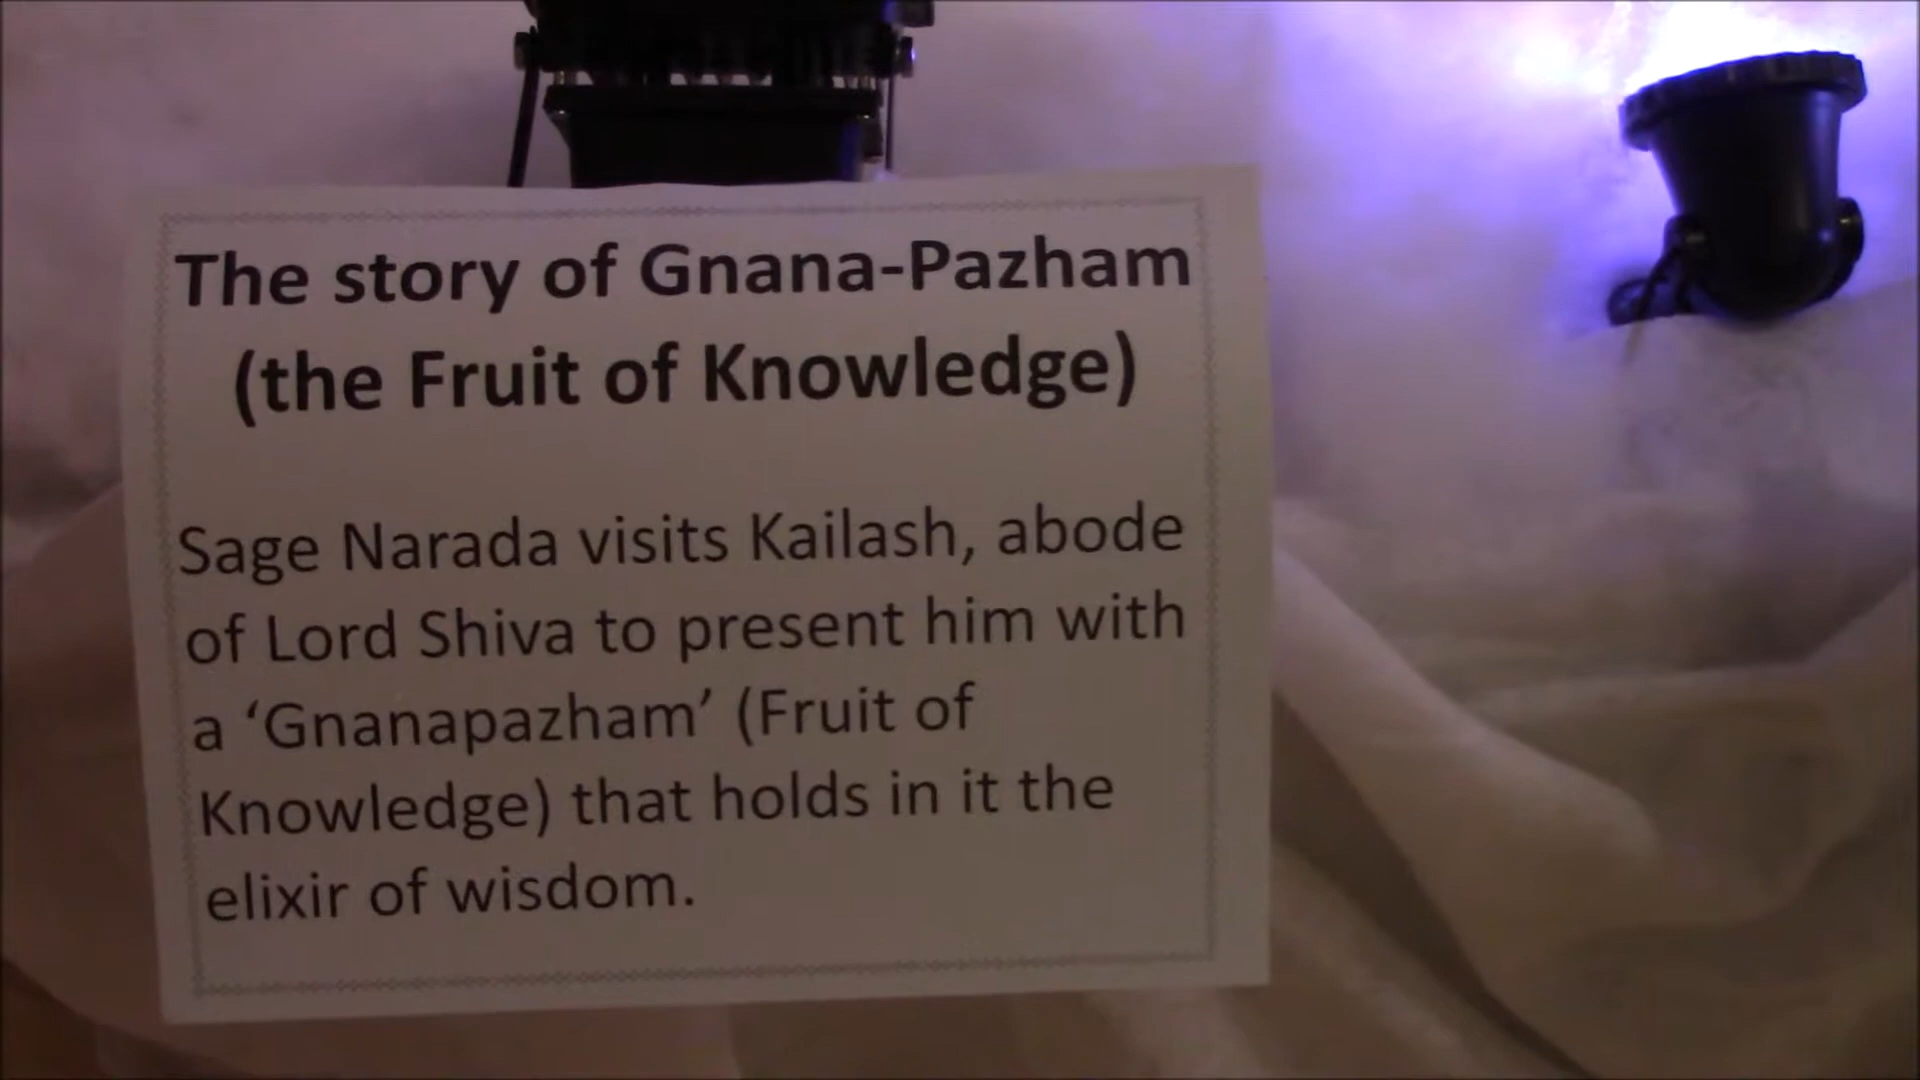 The story of Gnana-Pazham
(the Fruit of Knowledge)
Sage Narada visits Kailash, abode
of Lord Shiva to present him with
a ‘Gnanapazham’ (Fruit of
Knowledge) that holds in it the
elixir of wisdom.